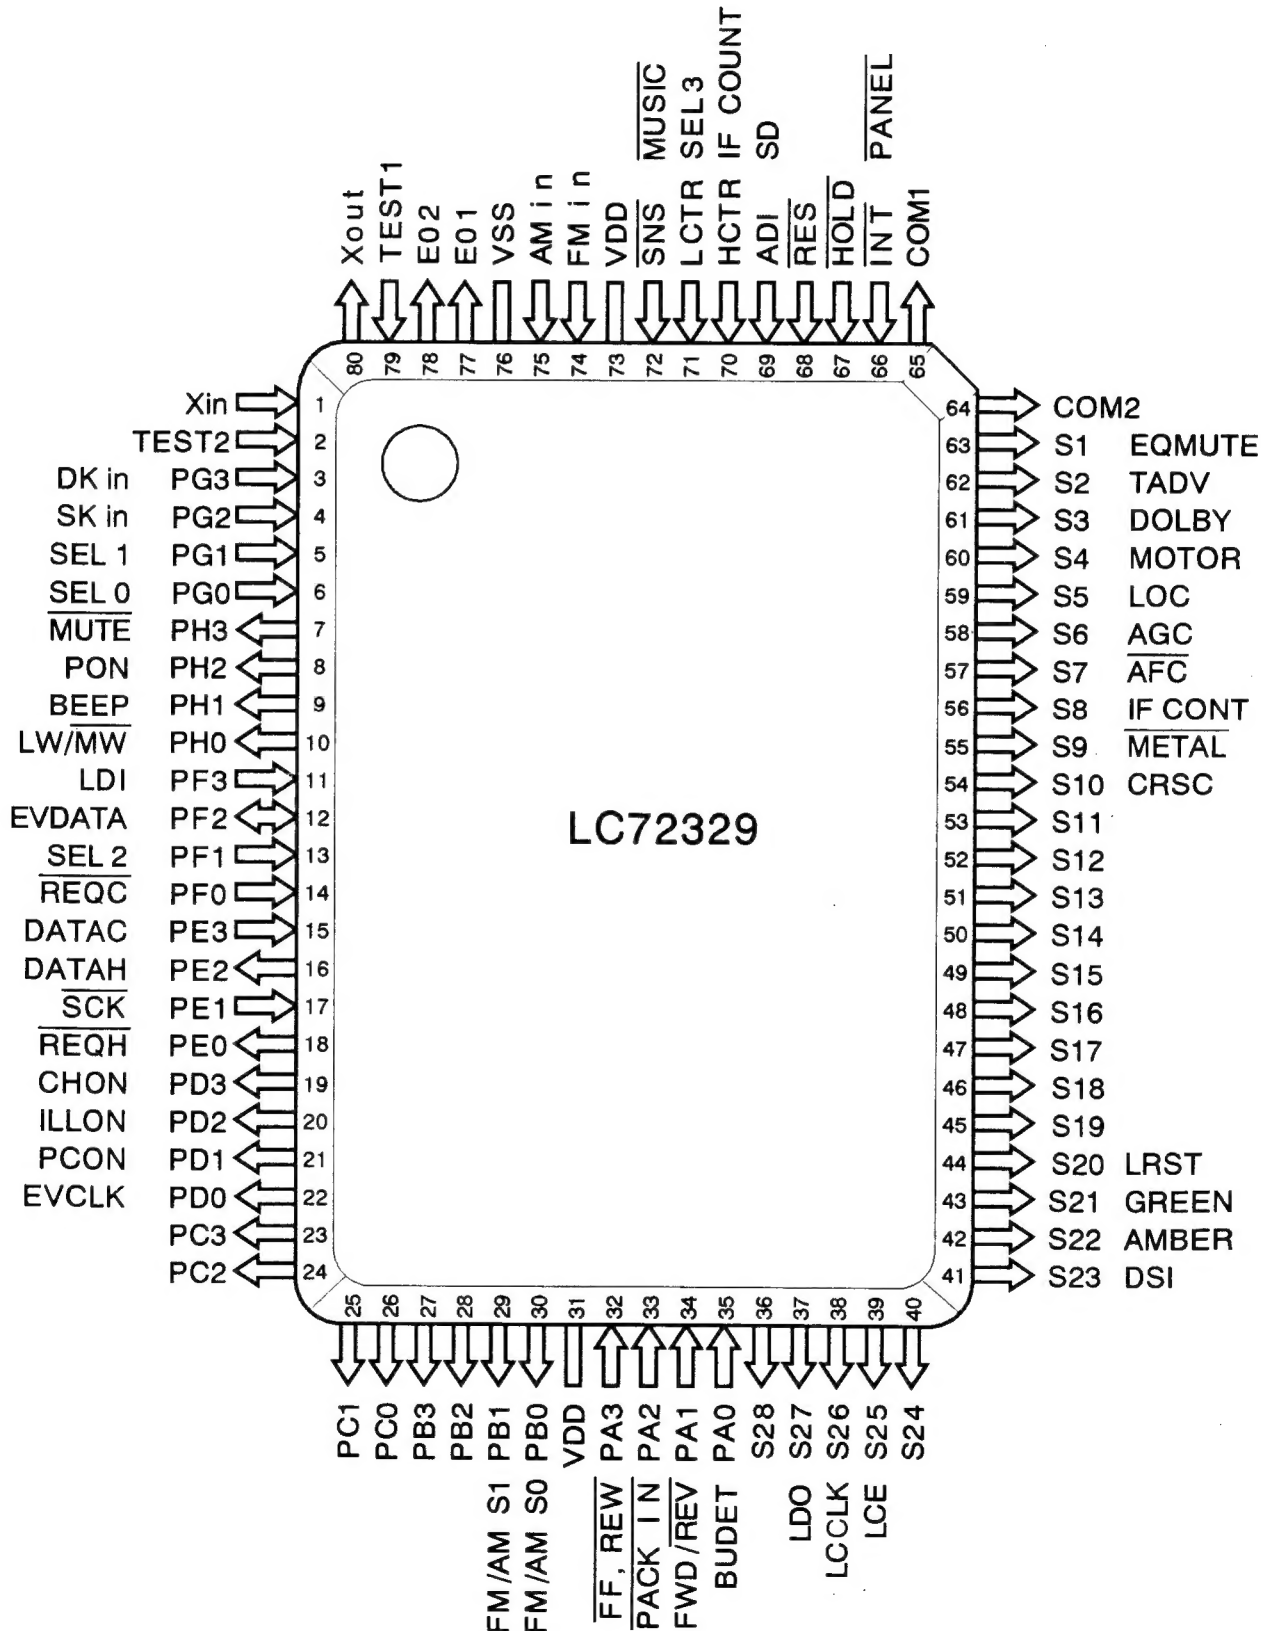 Xout
TEST1
E02
E01
VSS
AM in
FM in
VDD
SNS MUSIC
LCTR SEL3
HCTR IF COUNT
ADI SD
RES
HOLD
INT PANEL
COM1
80 79 78 77 76 75 74 73 72 71 70 69 68 67 66 65
Xin 1
TEST2 2
DK in PG3 3
SK in PG2 4
SEL 1 PG1 5
SEL 0 PG0 6
MUTE PH3 7
PON PH2 8
BEEP PH1 9
LW/MW PH0 10
LDI PF3 11
EVDATA PF2 12
SEL 2 PF1 13
REQC PF0 14
DATAC PE3 15
DATAH PE2 16
SCK PE1 17
REQH PE0 18
CHON PD3 19
ILLON PD2 20
PCON PD1 21
EVCLK PD0 22
PC3 23
PC2 24
LC72329
64 COM2
63 S1 EQMUTE
62 S2 TADV
61 S3 DOLBY
60 S4 MOTOR
59 S5 LOC
58 S6 AGC
57 S7 AFC
56 S8 IF CONT
55 S9 METAL
54 S10 CRSC
53 S11
52 S12
51 S13
50 S14
49 S15
48 S16
47 S17
46 S18
45 S19
44 S20 LRST
43 S21 GREEN
42 S22 AMBER
41 S23 DSI
25 26 27 28 29 30 31 32 33 34 35 36 37 38 39 40
PC1
PC0
PB3
PB2
FM/AM S1 PB1
FM/AM S0 PB0
VDD
FF, REW PA3
PACK IN PA2
FWD/REV PA1
BUDET PA0
S28
LDO S27
LCCLK S26
LCE S25
S24